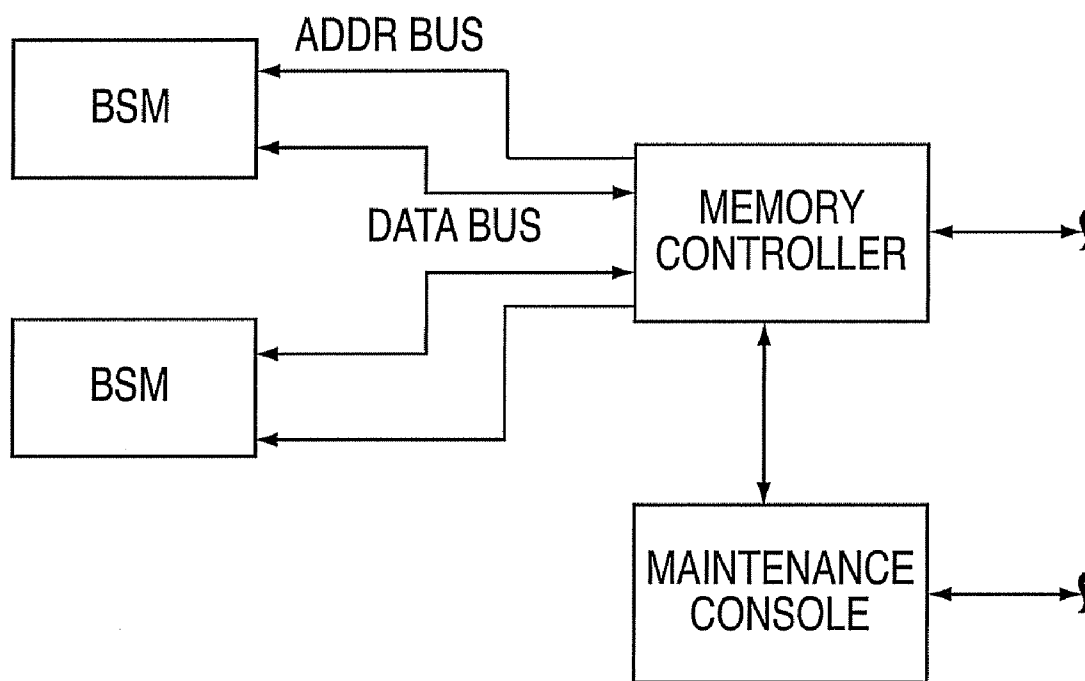 ADDR BUS
BSM
DATA BUS
MEMORY
CONTROLLER
BSM
MAINTENANCE
CONSOLE